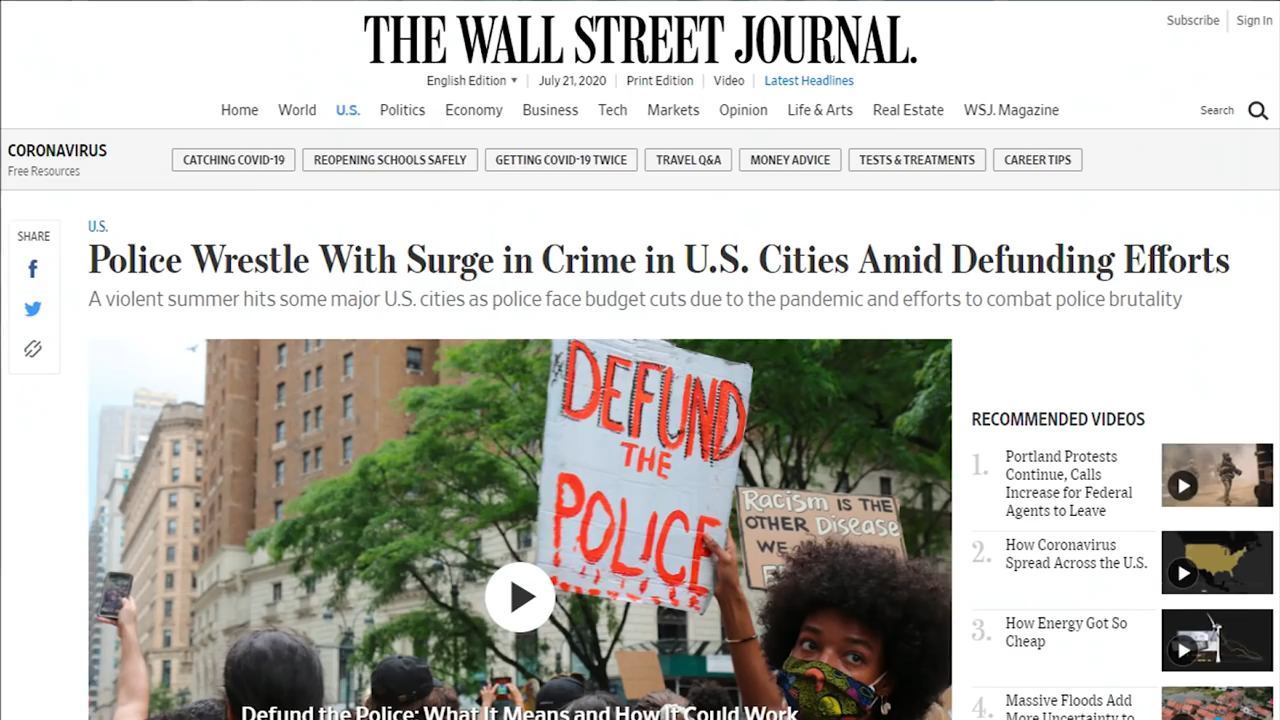 THE WALL STREET JOURNAL.
Subscribe Sign In
English Edition July 21, 2020 Print Edition Video Latest Headlines
Home World U.S. Politics Economy Business Tech Markets Opinion Life & Arts Real Estate WSJ. Magazine Search
CORONAVIRUS
Free Resources
CATCHING COVID-19 REOPENING SCHOOLS SAFELY GETTING COVID-19 TWICE TRAVEL Q&A MONEY ADVICE TESTS & TREATMENTS CAREER TIPS
SHARE
U.S.
Police Wrestle With Surge in Crime in U.S. Cities Amid Defunding Efforts
A violent summer hits some major U.S. cities as police face budget cuts due to the pandemic and efforts to combat police brutality
DEFUND
THE
POLICE
Racism IS THE
OTHER Disease
WE
Defund the Police: What It Means and How It Could Work
RECOMMENDED VIDEOS
1. Portland Protests
Continue, Calls
Increase for Federal
Agents to Leave
2. How Coronavirus
Spread Across the U.S.
3. How Energy Got So
Cheap
4. Massive Floods Add
More Uncertainty to